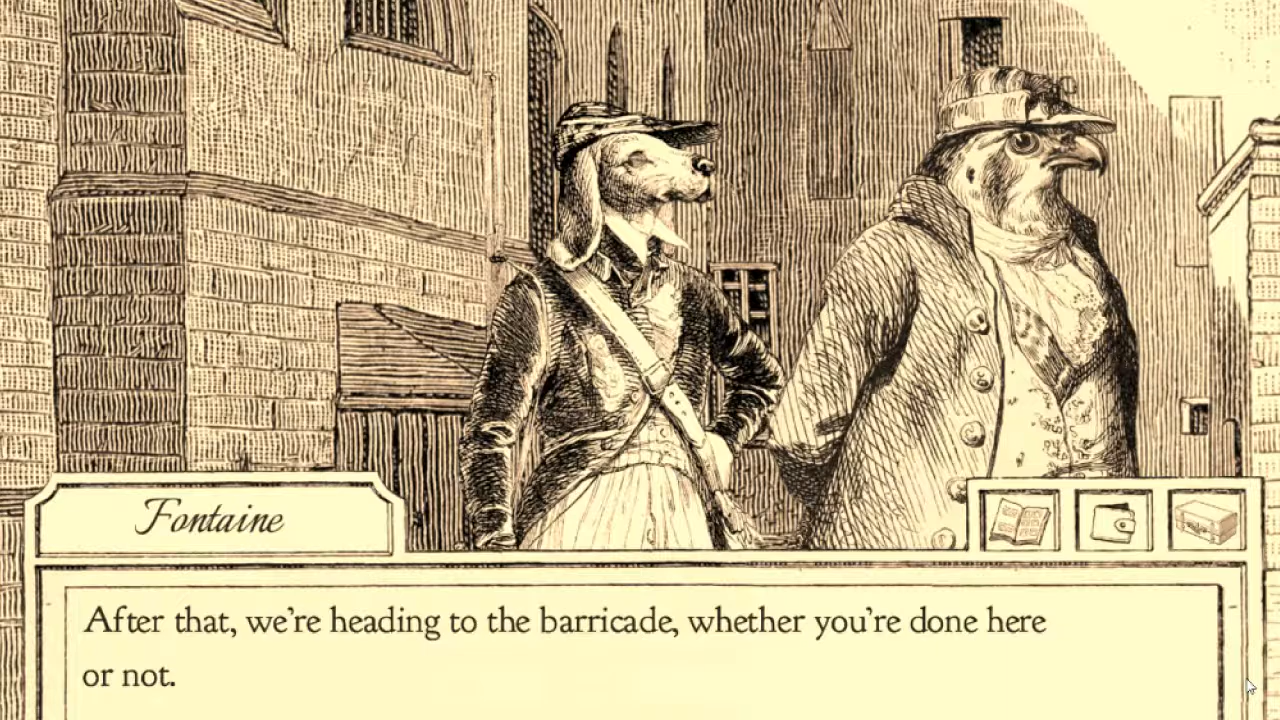 Fontaine
After that, we’re heading to the barricade, whether you’re done here
or not.